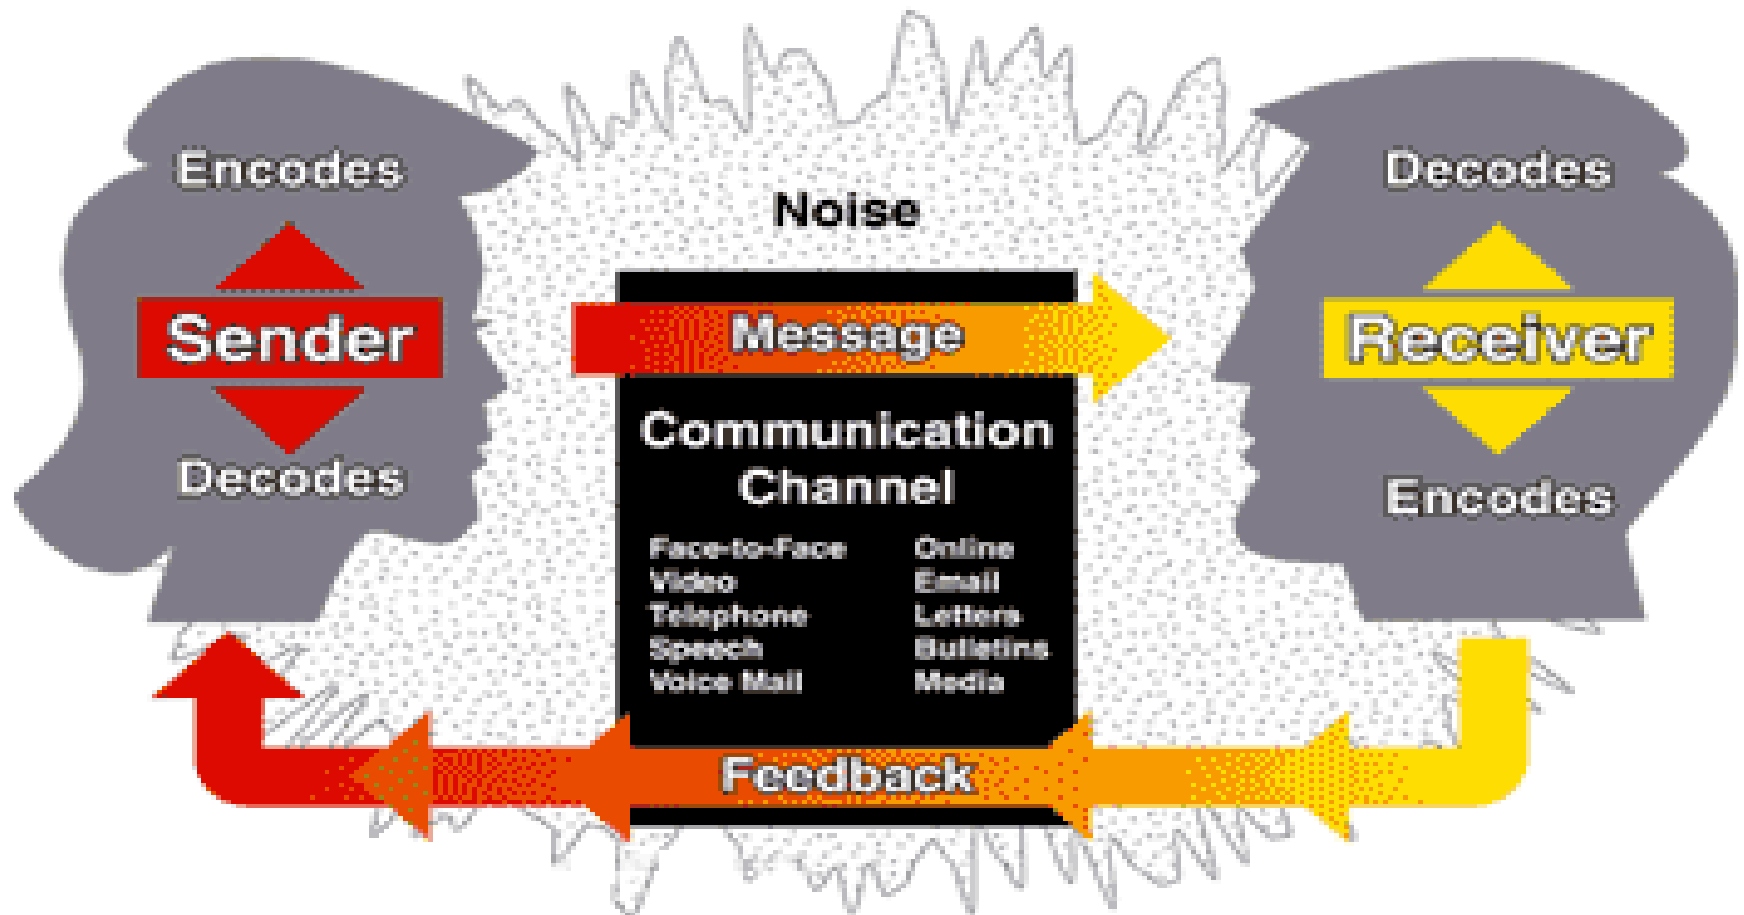 Encodes
Sender
Decodes
Noise
Message
Communication
Channel
Face-to-Face
Video
Telephone
Speech
Voice Mail
Online
Email
Letters
Bulletins
Media
Feedback
Decodes
Receiver
Encodes